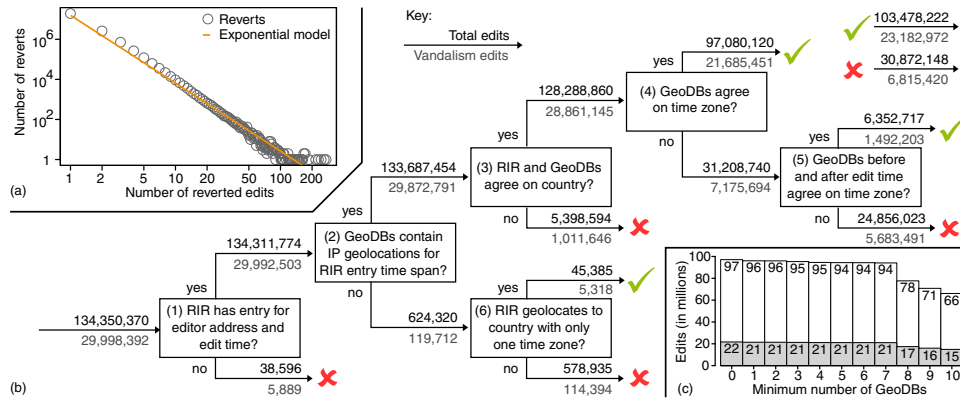 Reverts
Exponential model
Number of reverts
10^6
10^4
10^2
1
1 2 5 10 20 50 100 200
Number of reverted edits
(a)
Key:
Total edits
Vandalism edits
103,478,222
23,182,972
30,872,148
6,815,420
134,350,370
29,998,392
(1) RIR has entry for
editor address and
edit time?
yes
134,311,774
29,992,503
no
38,596
5,889
(2) GeoDBs contain
IP geolocations for
RIR entry time span?
yes
133,687,454
29,872,791
no
624,320
119,712
(3) RIR and GeoDBs
agree on country?
yes
128,288,860
28,861,145
no
5,398,594
1,011,646
(4) GeoDBs agree
on time zone?
yes
97,080,120
21,685,451
no
31,208,740
7,175,694
(5) GeoDBs before
and after edit time
agree on time zone?
yes
6,352,717
1,492,203
no
24,856,023
5,683,491
(6) RIR geolocates to
country with only
one time zone?
yes
45,385
5,318
no
578,935
114,394
(b)
Edits (in millions)
100
80
60
40
20
0
97 96 96 95 94 94 94 94 78 71 66
22 21 21 21 21 21 21 21 17 16 15
0 1 2 3 4 5 6 7 8 9 10
Minimum number of GeoDBs
(c)